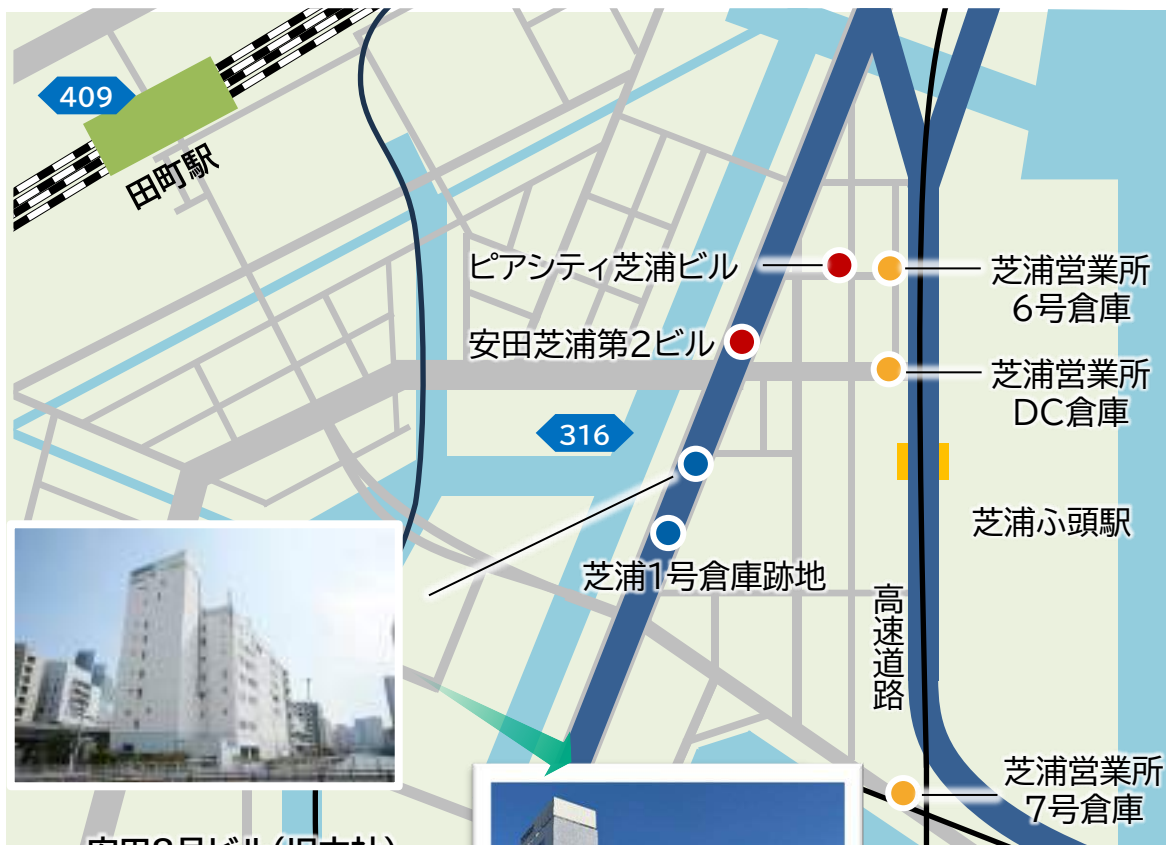 409
田町駅
ピアシティ芝浦ビル
芝浦営業所
6号倉庫
安田芝浦第2ビル
芝浦営業所
DC倉庫
316
芝浦ふ頭駅
芝浦1号倉庫跡地
高速道路
芝浦営業所
7号倉庫